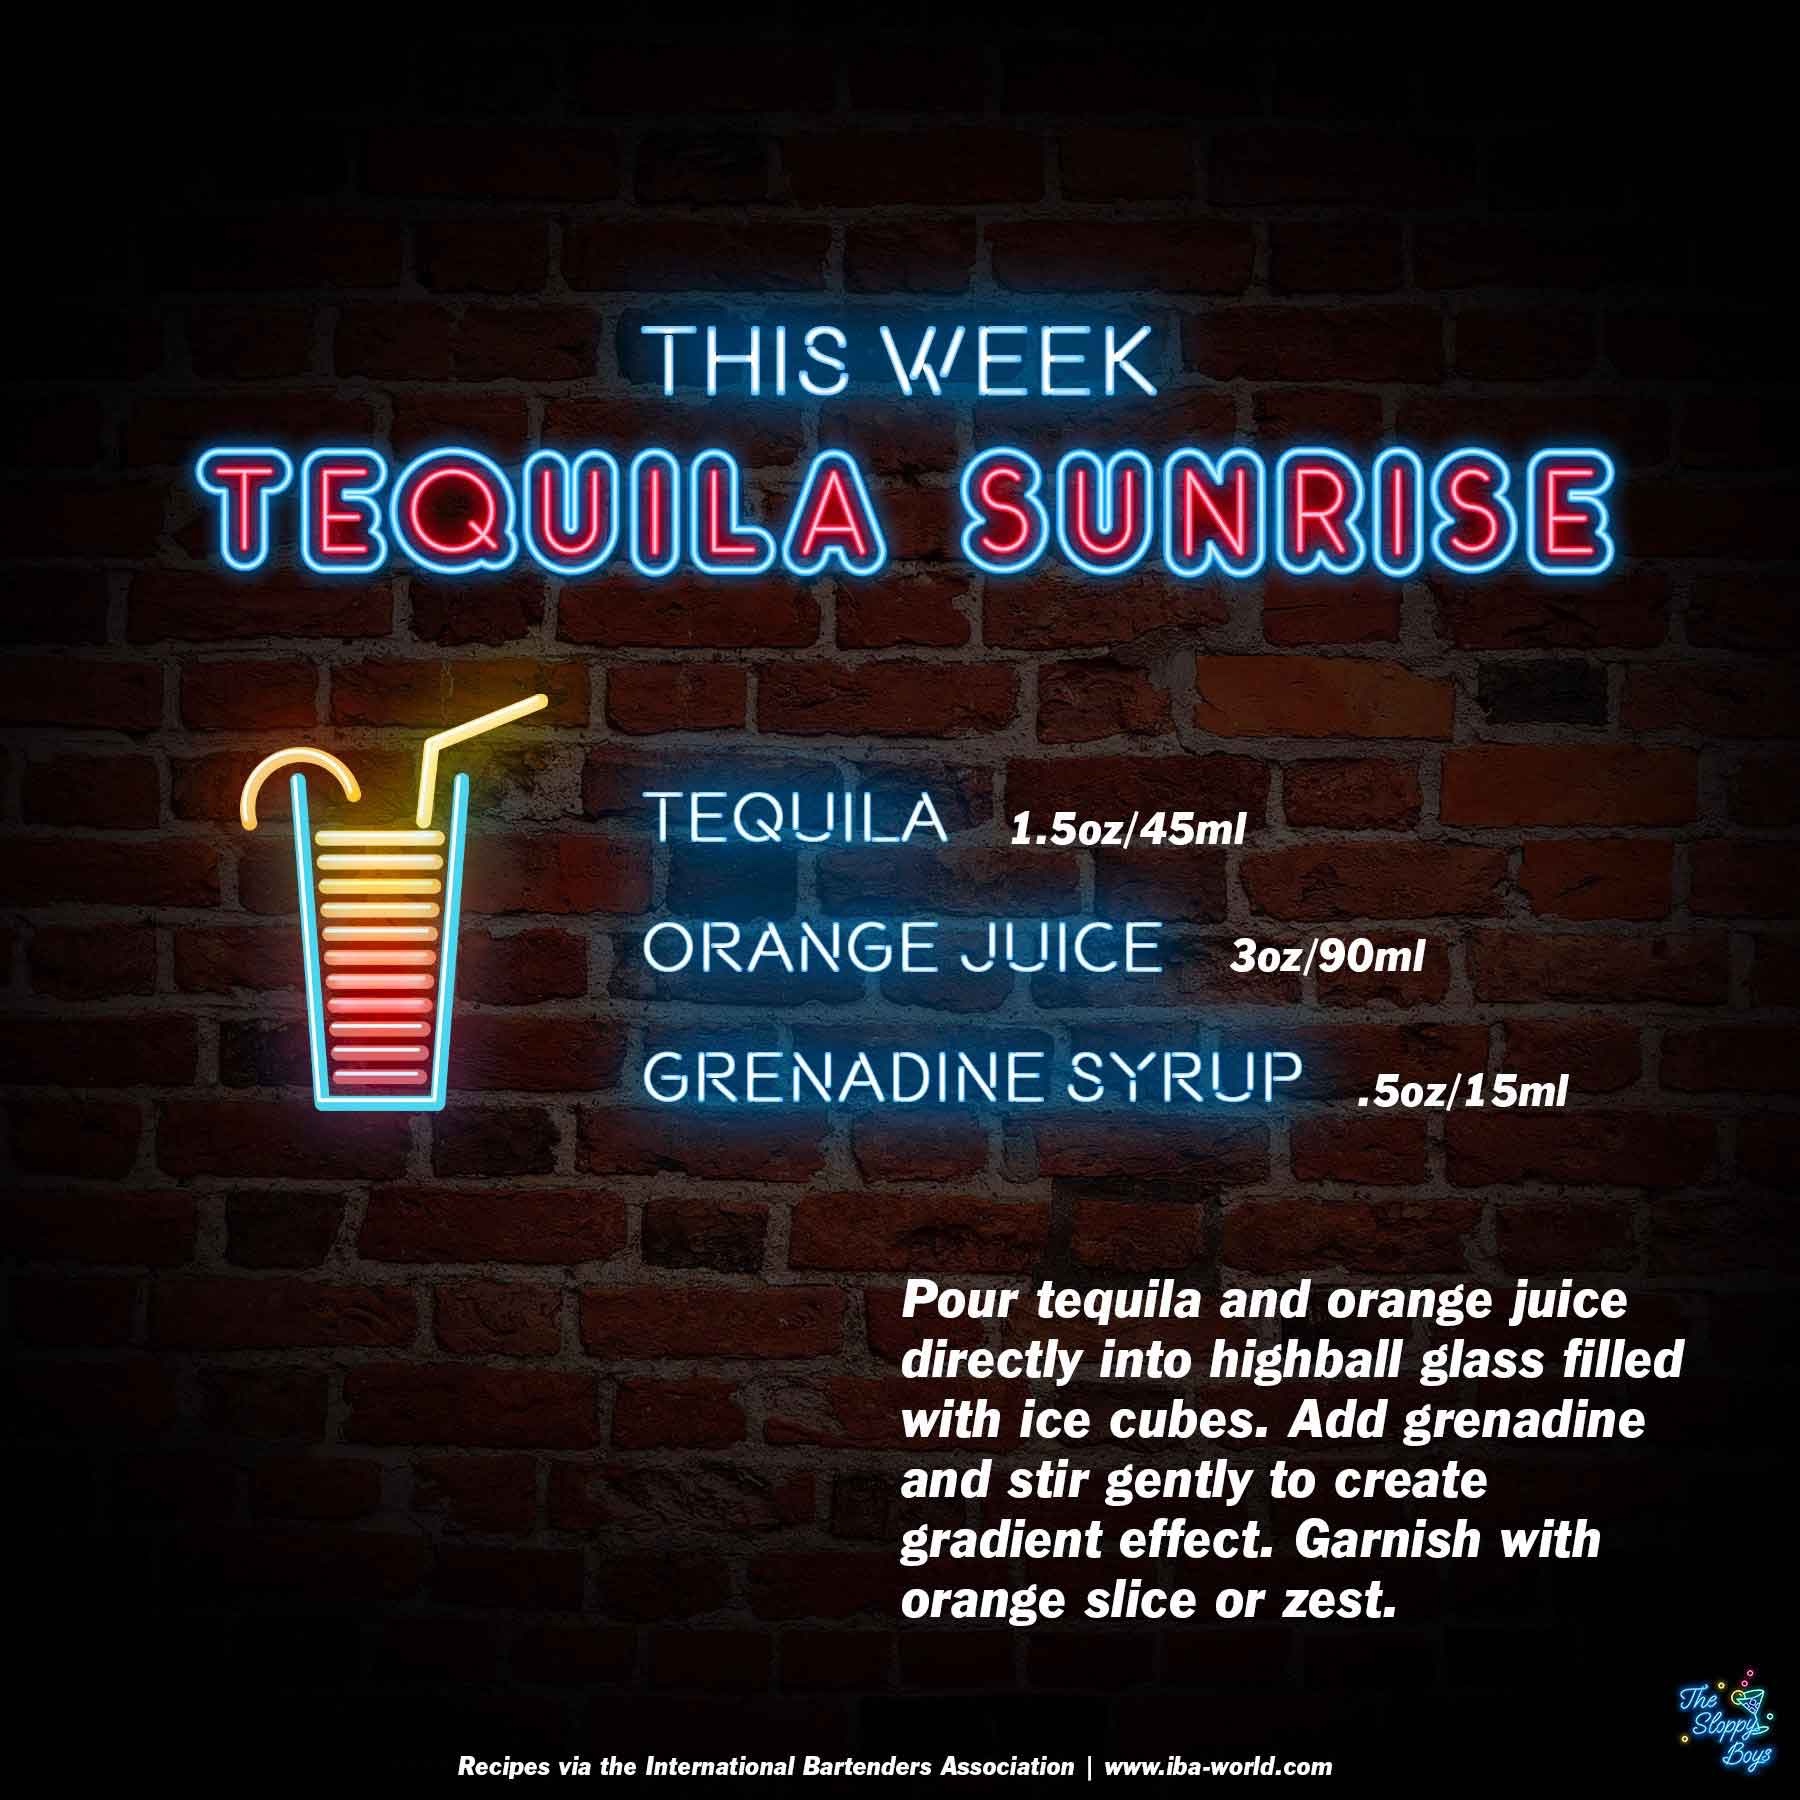 THIS WEEK
TEQUILA SUNRISE
TEQUILA 1.5oz/45ml
ORANGE JUICE 3oz/90ml
GRENADINE SYRUP .5oz/15ml
Pour tequila and orange juice
directly into highball glass filled
with ice cubes. Add grenadine
and stir gently to create
gradient effect. Garnish with
orange slice or zest.
The
Sloppy
Boys
Recipes via the International Bartenders Association | www.iba-world.com